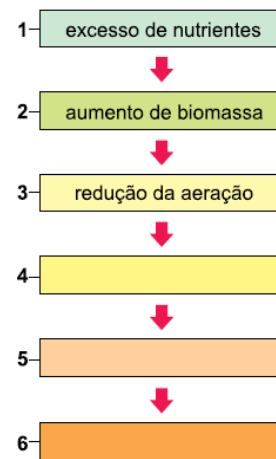 1 excesso de nutrientes
2 aumento de biomassa
3 redução da aeração
4
5
6